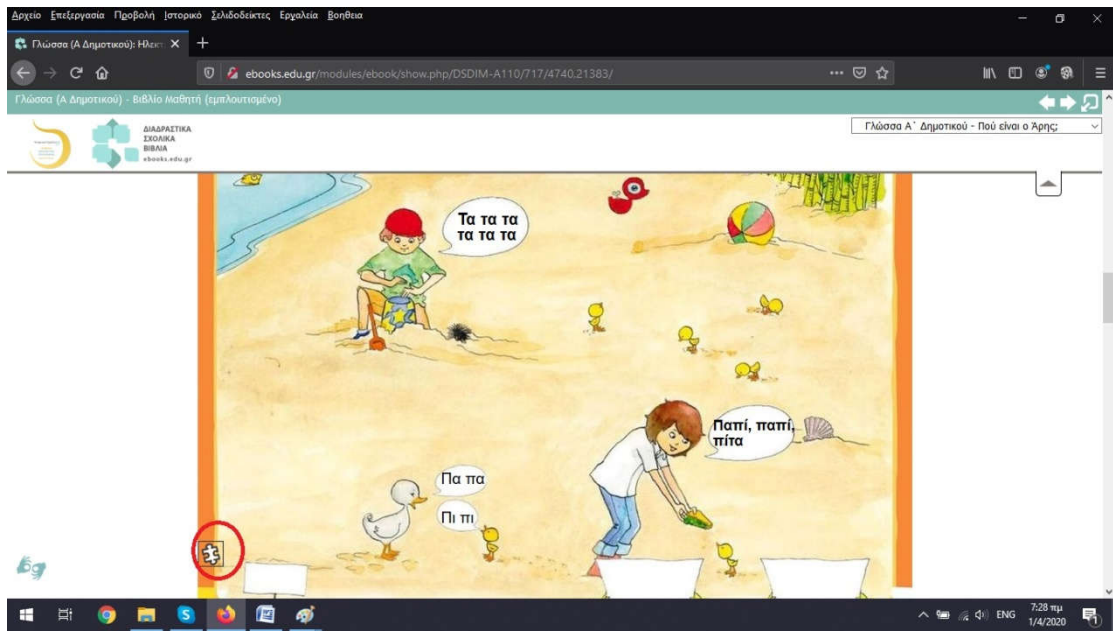 Αρχείο Επεξεργασία Προβολή Ιστορικό Σελιδοδείκτες Εργαλεία Βοήθεια
Γλώσσα (Α Δημοτικού): Ηλεκτ
ebooks.edu.gr/modules/ebook/show.php/DSDIM-A110/717/4740.21383/
Γλώσσα (Α Δημοτικού) - Βιβλίο Μαθητή (εμπλουτισμένο)
ΔΙΑΔΡΑΣΤΙΚΑ
ΣΧΟΛΙΚΑ
ΒΙΒΛΙΑ
ebooks.edu.gr
Γλώσσα Α΄ Δημοτικού - Πού είναι ο Άρης;
Τα τα τα
τα τα τα
Παπί, παπί,
πίτα
Πα πα
Πι πι
ENG
7:28 πμ
1/4/2020